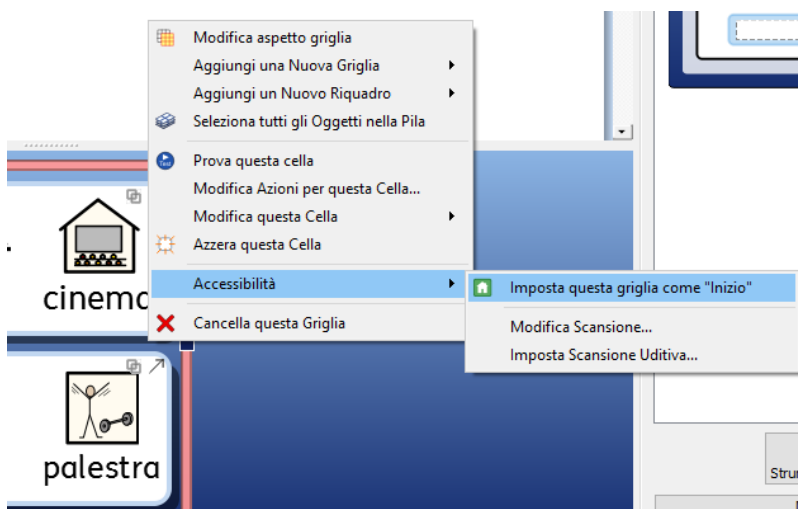 Modifica aspetto griglia
Aggiungi una Nuova Griglia
Aggiungi un Nuovo Riquadro
Seleziona tutti gli Oggetti nella Pila
Prova questa cella
Modifica Azioni per questa Cella...
Modifica questa Cella
Azzera questa Cella
Accessibilità
Imposta questa griglia come "Inizio"
Cancella questa Griglia
Modifica Scansione...
Imposta Scansione Uditiva...
cinema
palestra